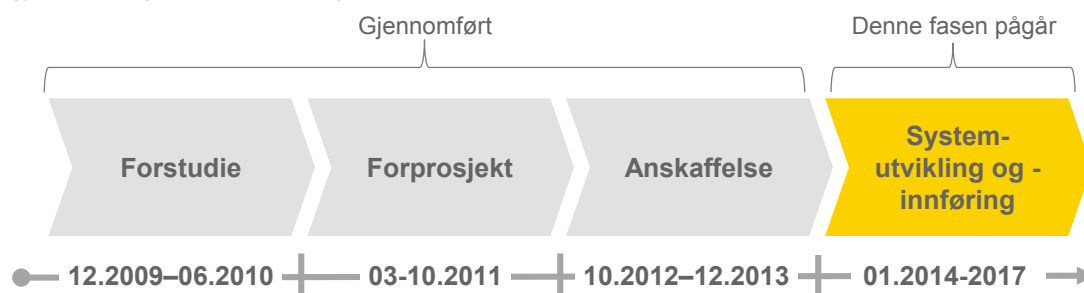 Gjennomført
Denne fasen pågår
Forstudie
Forprosjekt
Anskaffelse
System-
utvikling og -
innføring
12.2009–06.2010
03-10.2011
10.2012–12.2013
01.2014-2017